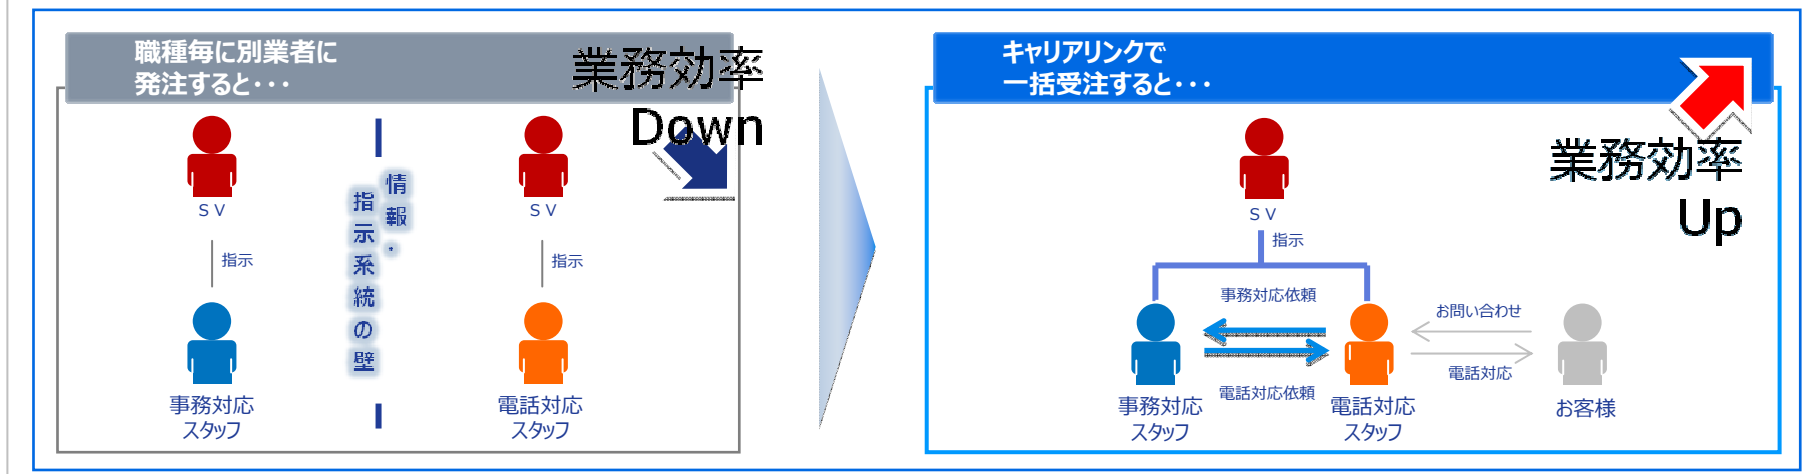 職種毎に別業者に
発注すると・・・
業務効率
Down
ＳＶ
指示
事務対応
スタッフ
情報・
指示系統の壁
ＳＶ
指示
電話対応
スタッフ
キャリアリンクで
一括受注すると・・・
業務効率
Up
ＳＶ
指示
事務対応依頼
電話対応依頼
事務対応
スタッフ
電話対応
スタッフ
お問い合わせ
電話対応
お客様